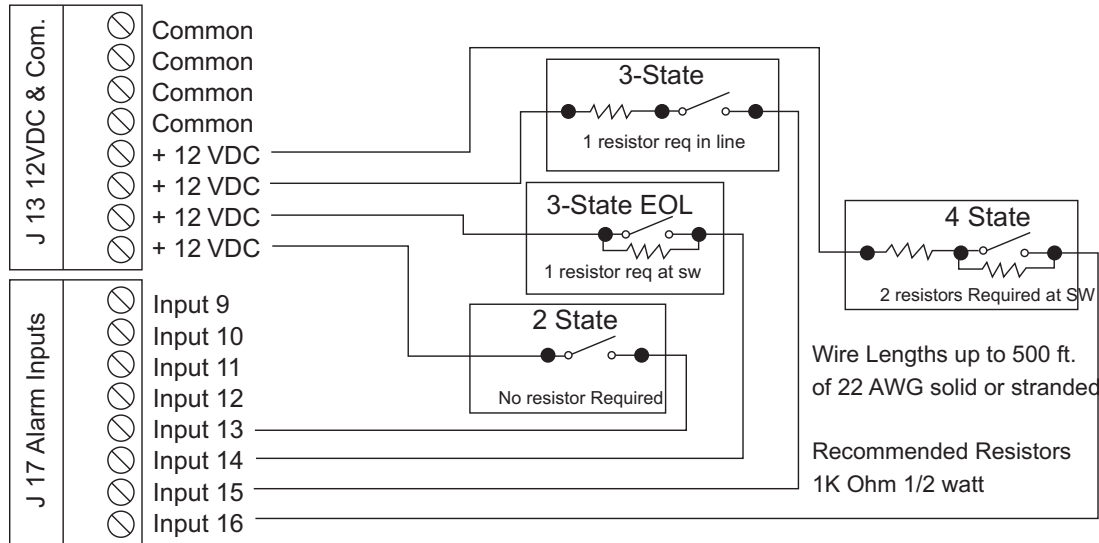 J 13 12VDC & Com.
Common
Common
Common
Common
+ 12 VDC
+ 12 VDC
+ 12 VDC
+ 12 VDC
J 17 Alarm Inputs
Input 9
Input 10
Input 11
Input 12
Input 13
Input 14
Input 15
Input 16
3-State
1 resistor req in line
3-State EOL
1 resistor req at sw
2 State
No resistor Required
4 State
2 resistors Required at SW
Wire Lengths up to 500 ft.
of 22 AWG solid or stranded
Recommended Resistors
1K Ohm 1/2 watt